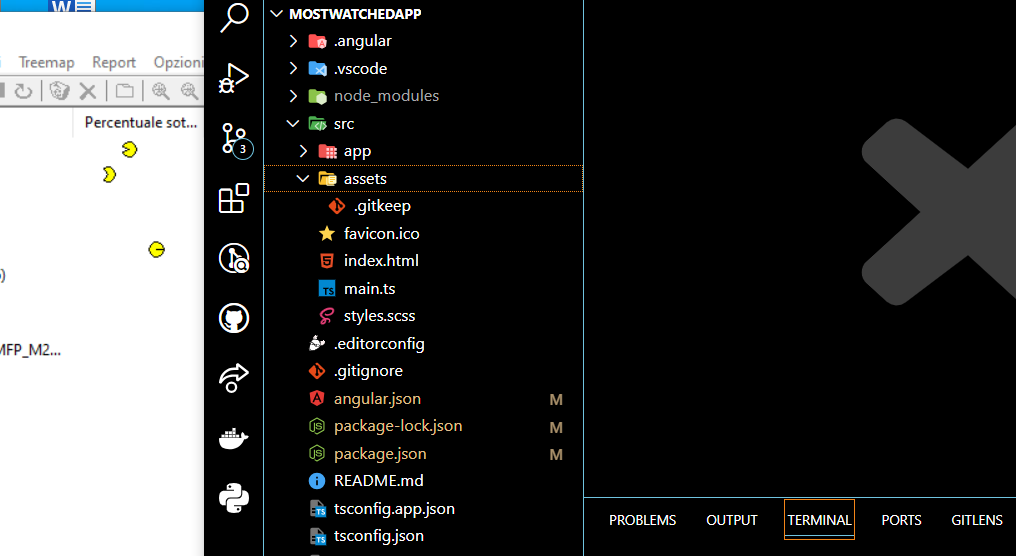 W
Treemap Report Opzioni
Percentuale sot...
MFP_M2...
3
MOSTWATCHEDAPP
.angular
.vscode
node_modules
src
app
assets
.gitkeep
favicon.ico
index.html
TS main.ts
styles.scss
.editorconfig
.gitignore
angular.json M
package-lock.json M
package.json M
README.md
tsconfig.app.json
tsconfig.json
PROBLEMS OUTPUT TERMINAL PORTS GITLENS